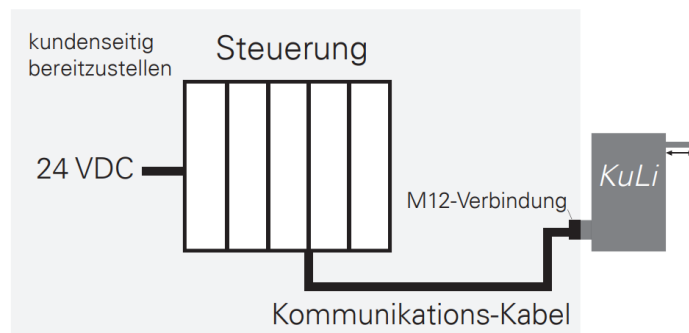 kundenseitig
bereitzustellen
Steuerung
24 VDC
KuLi
M12-Verbindung
Kommunikations-Kabel